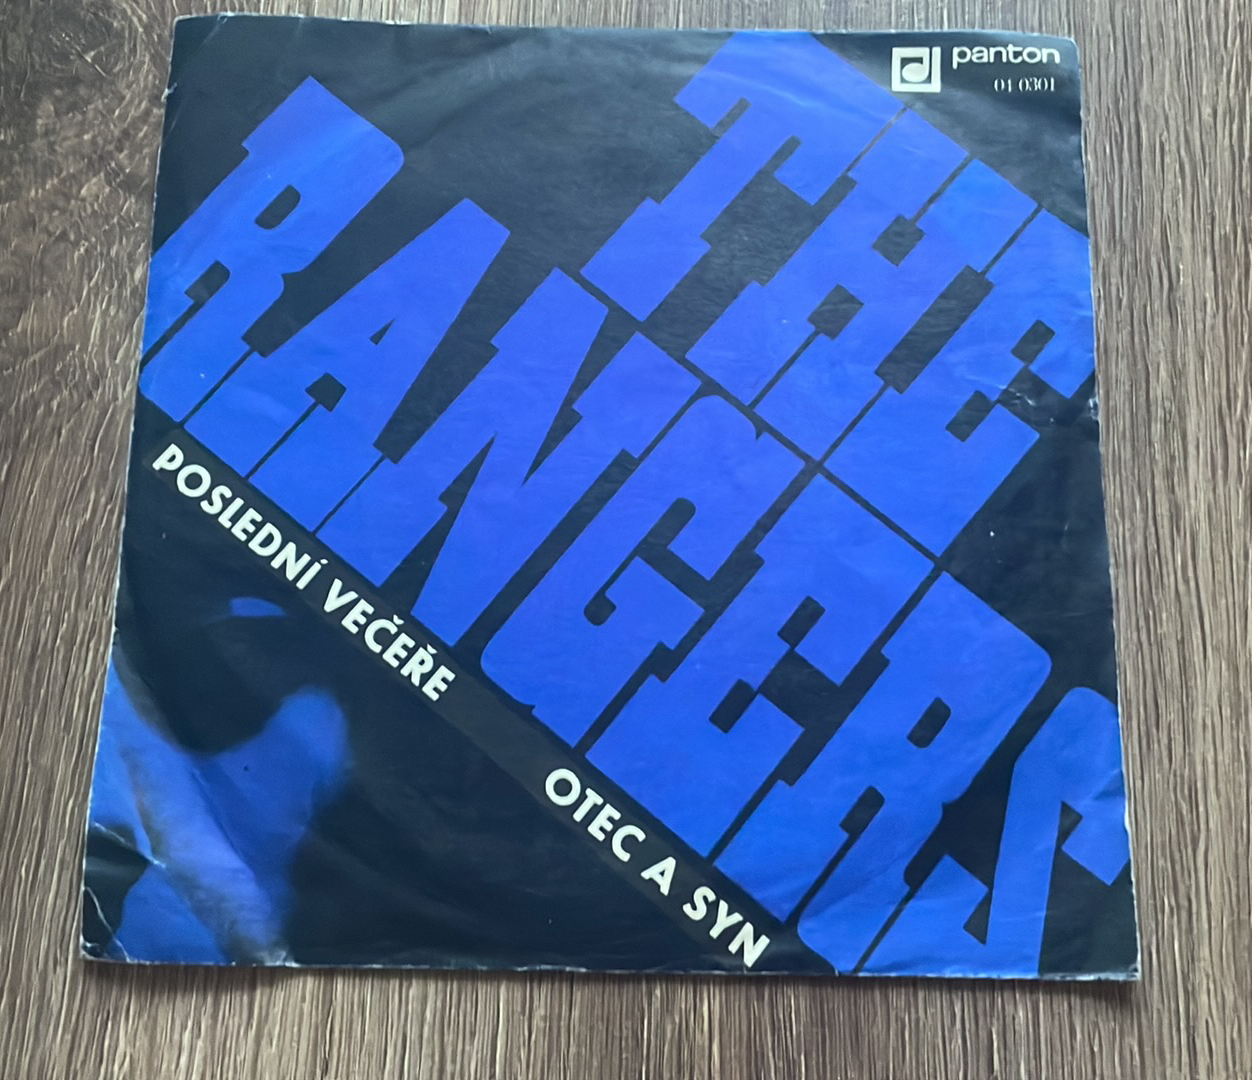 panton
01 0301
THE
RANGERS
POSLEDNÍ VEČEŘE
OTEC A SYN